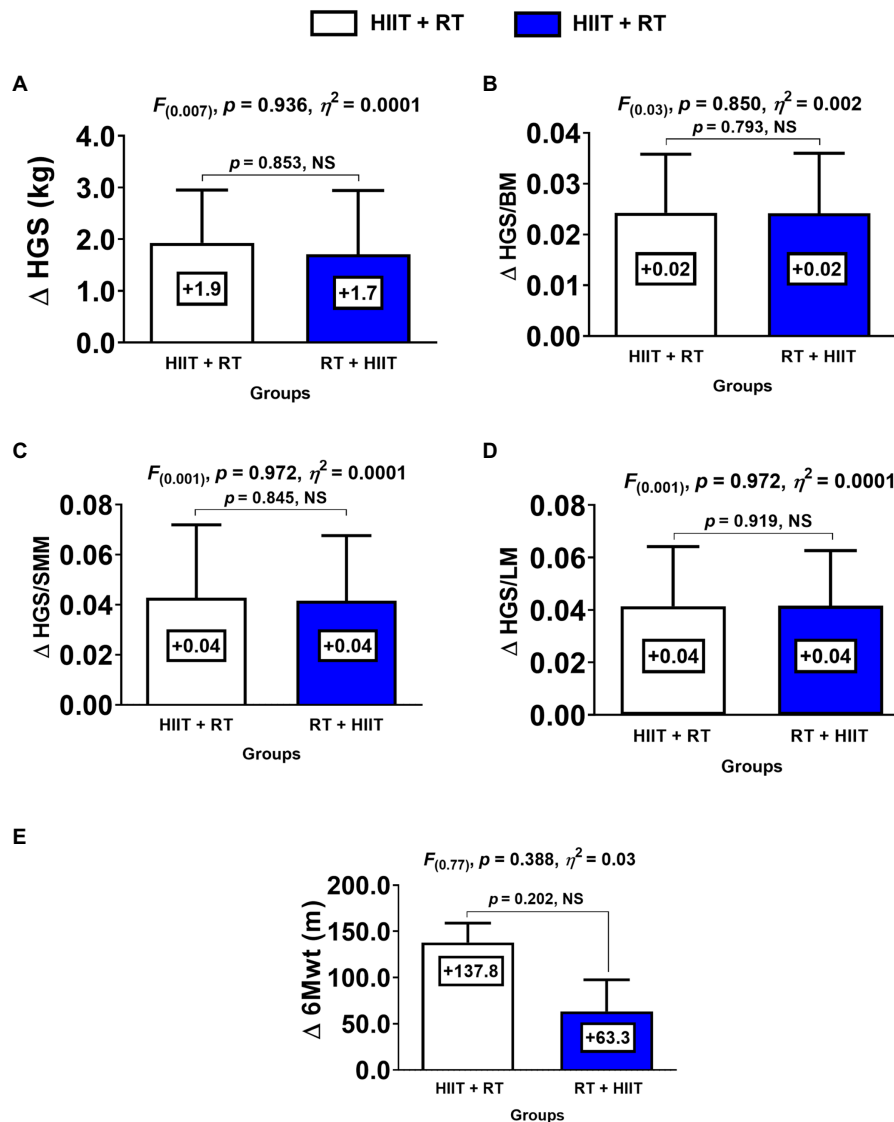 HIIT + RT HIIT + RT
A
F(0.007), p = 0.936, η² = 0.0001
p = 0.853, NS
Δ HGS (kg)
4.0
3.0
2.0
1.0
0.0
+1.9 +1.7
HIIT + RT RT + HIIT
Groups
B
F(0.03), p = 0.850, η² = 0.002
p = 0.793, NS
Δ HGS/BM
0.04
0.03
0.02
0.01
0.00
+0.02 +0.02
HIIT + RT RT + HIIT
Groups
C
F(0.001), p = 0.972, η² = 0.0001
p = 0.845, NS
Δ HGS/SMM
0.08
0.06
0.04
0.02
0.00
+0.04 +0.04
HIIT + RT RT + HIIT
Groups
D
F(0.001), p = 0.972, η² = 0.0001
p = 0.919, NS
Δ HGS/LM
0.08
0.06
0.04
0.02
0.00
+0.04 +0.04
HIIT + RT RT + HIIT
Groups
E
F(0.77), p = 0.388, η² = 0.03
p = 0.202, NS
Δ 6Mwt (m)
200.0
150.0
100.0
50.0
0.0
+137.8 +63.3
HIIT + RT RT + HIIT
Groups